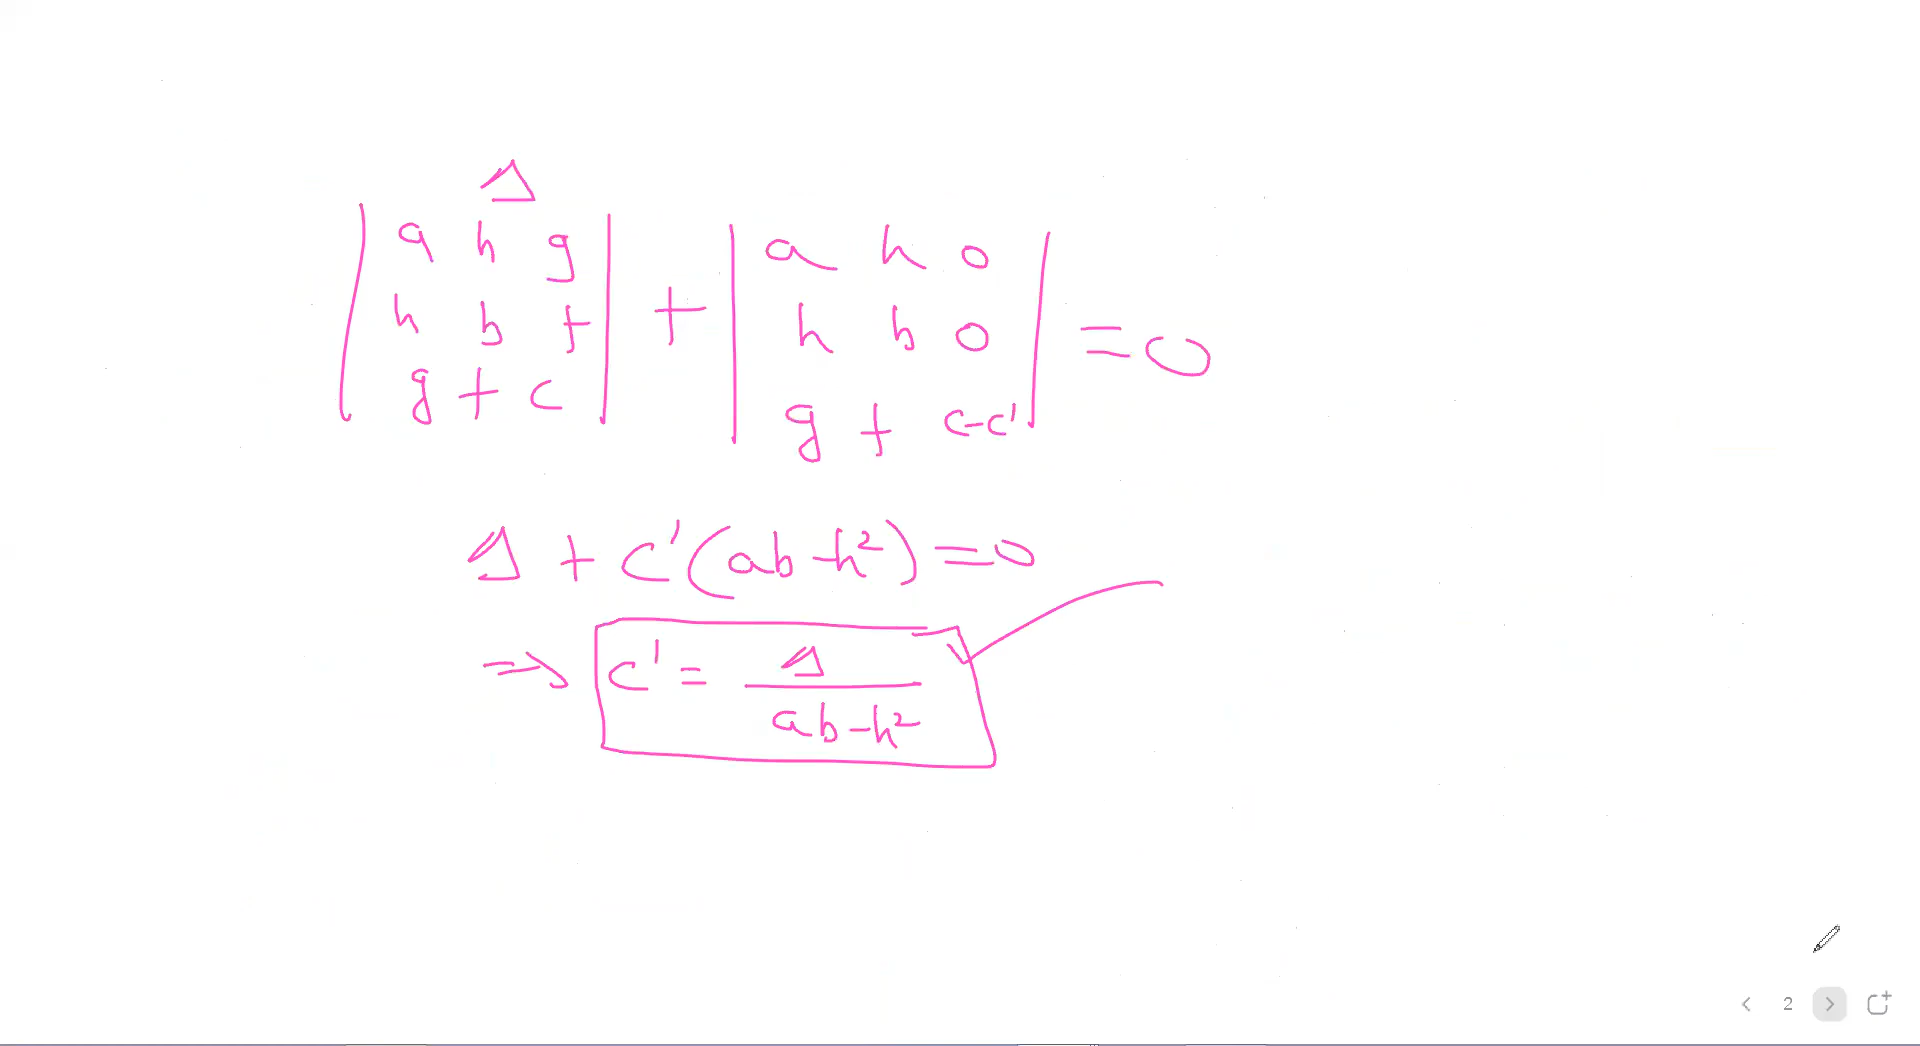 Δ
| a h g | + | a h 0 | = 0
| h b f | | h b 0 |
| g f c | | g f c-c' |
Δ + c'(ab-h²) = 0
⇒ c' = Δ / ab-h²
2